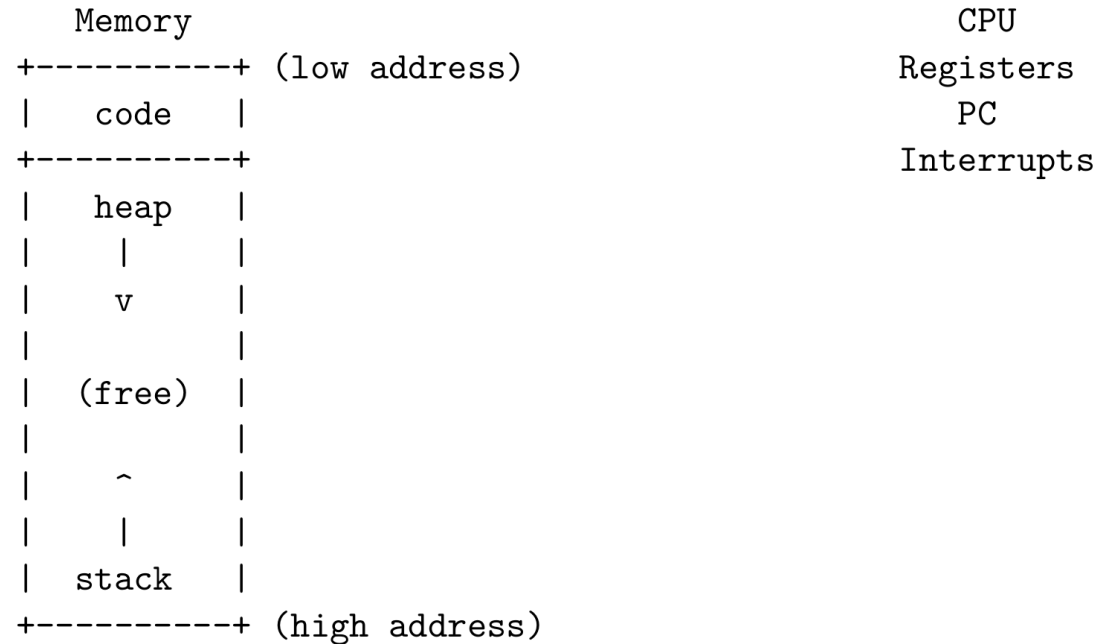 Memory                                      CPU
+----------+ (low address)                  Registers
|   code   |                                   PC
+----------+                                Interrupts
|   heap   |
|    |     |
|    v     |
|          |
|  (free)  |
|          |
|    ^     |
|    |     |
|  stack   |
+----------+ (high address)